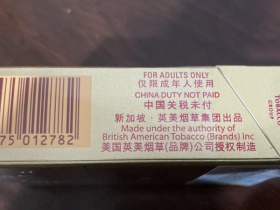 FOR ADULTS ONLY
仅限成年人使用
CHINA DUTY NOT PAID
中国关税未付
新加坡·英美烟草集团出品
Made under the authority of
British American Tobacco (Brands) Inc
美国英美烟草(品牌)公司授权制造
75 012782
TOBACCO
GROUP